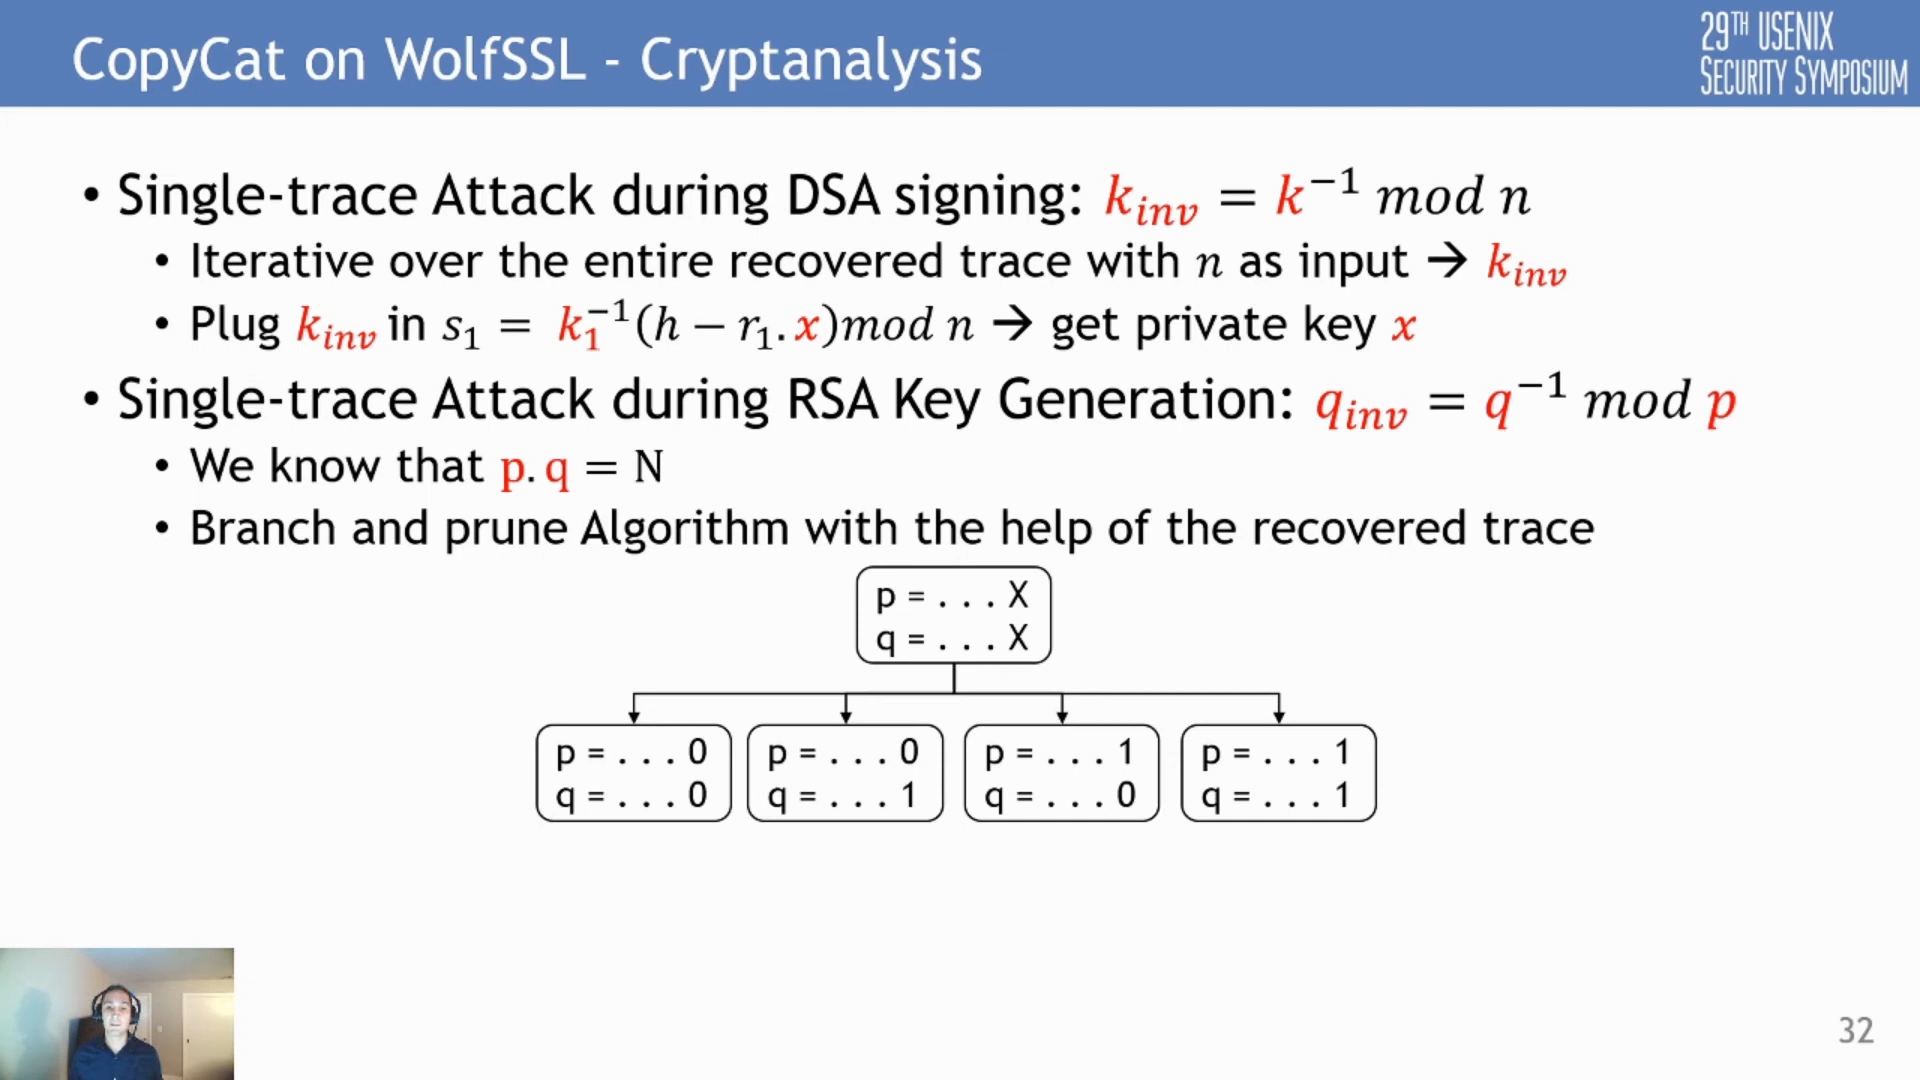 CopyCat on WolfSSL - Cryptanalysis
29TH USENIX
SECURITY SYMPOSIUM
• Single-trace Attack during DSA signing: k_inv = k^−1 mod n
• Iterative over the entire recovered trace with n as input → k_inv
• Plug k_inv in s_1 = k_1^−1(h − r_1. x)mod n → get private key x
• Single-trace Attack during RSA Key Generation: q_inv = q^−1 mod p
• We know that p. q = N
• Branch and prune Algorithm with the help of the recovered trace
p = . . . X
q = . . . X
p = . . . 0
q = . . . 0
p = . . . 0
q = . . . 1
p = . . . 1
q = . . . 0
p = . . . 1
q = . . . 1
32